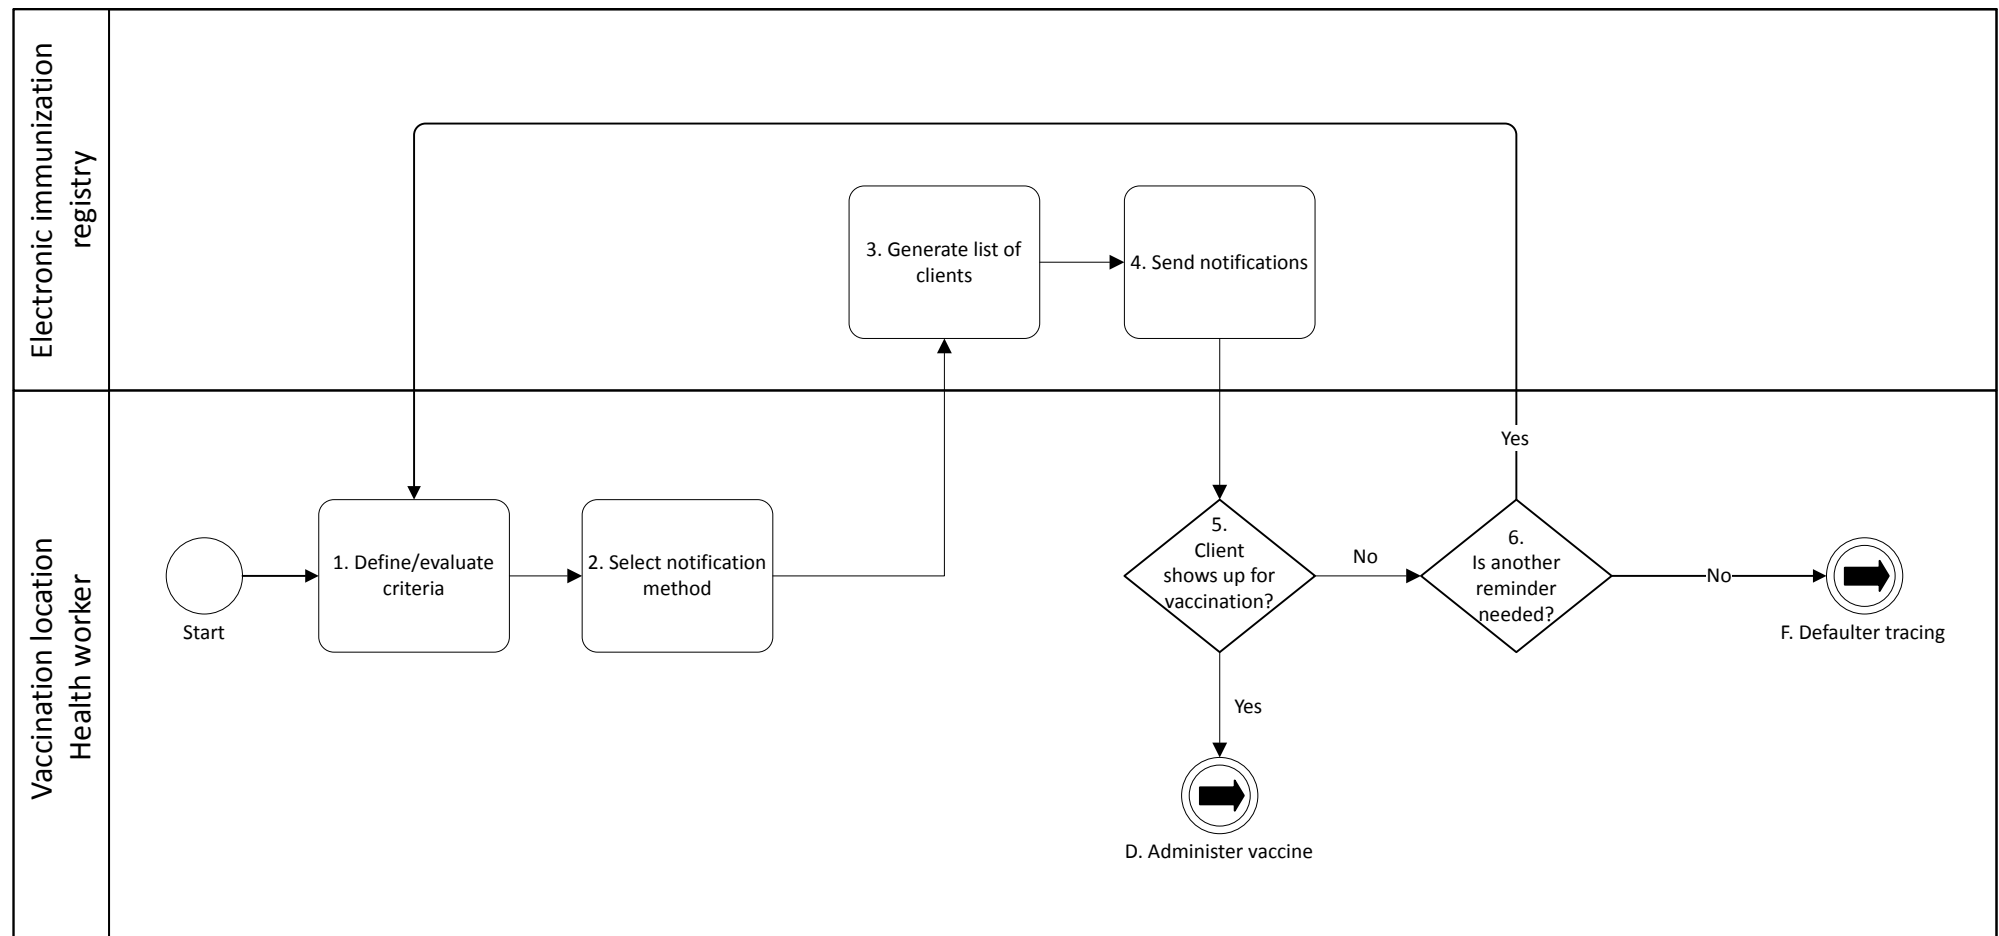 Electronic immunization
registry
3. Generate list of
clients
4. Send notifications
Yes
Vaccination location
Health worker
Start
1. Define/evaluate
criteria
2. Select notification
method
5.
Client
shows up for
vaccination?
No
6.
Is another
reminder
needed?
No
F. Defaulter tracing
Yes
D. Administer vaccine